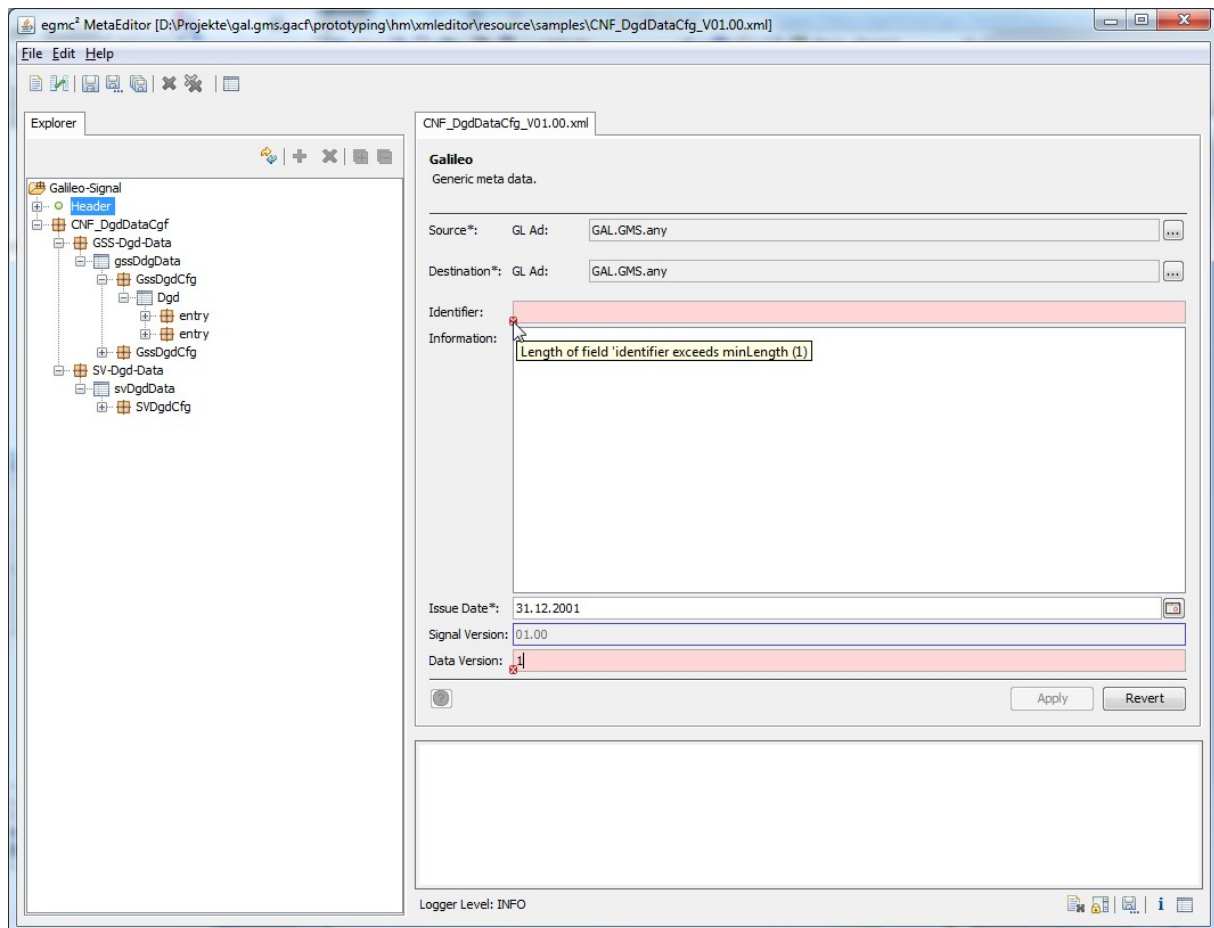 egmc² MetaEditor [D:\Projekte\gal.gms.gacf\prototyping\hm\xmleditor\resource\samples\CNF_DgdDataCfg_V01.00.xml]
File Edit Help
Explorer
Galileo-Signal
Header
CNF_DgdDataCgf
GSS-Dgd-Data
gssDdgData
GssDgdCfg
Dgd
entry
entry
GssDgdCfg
SV-Dgd-Data
svDgdData
SVDgdCfg
CNF_DgdDataCfg_V01.00.xml
Galileo
Generic meta data.
Source*: GL Ad: GAL.GMS.any ...
Destination*: GL Ad: GAL.GMS.any ...
Identifier:
Information:
Length of field 'identifier exceeds minLength (1)
Issue Date*: 31.12.2001
Signal Version: 01.00
Data Version: 1
Apply Revert
Logger Level: INFO